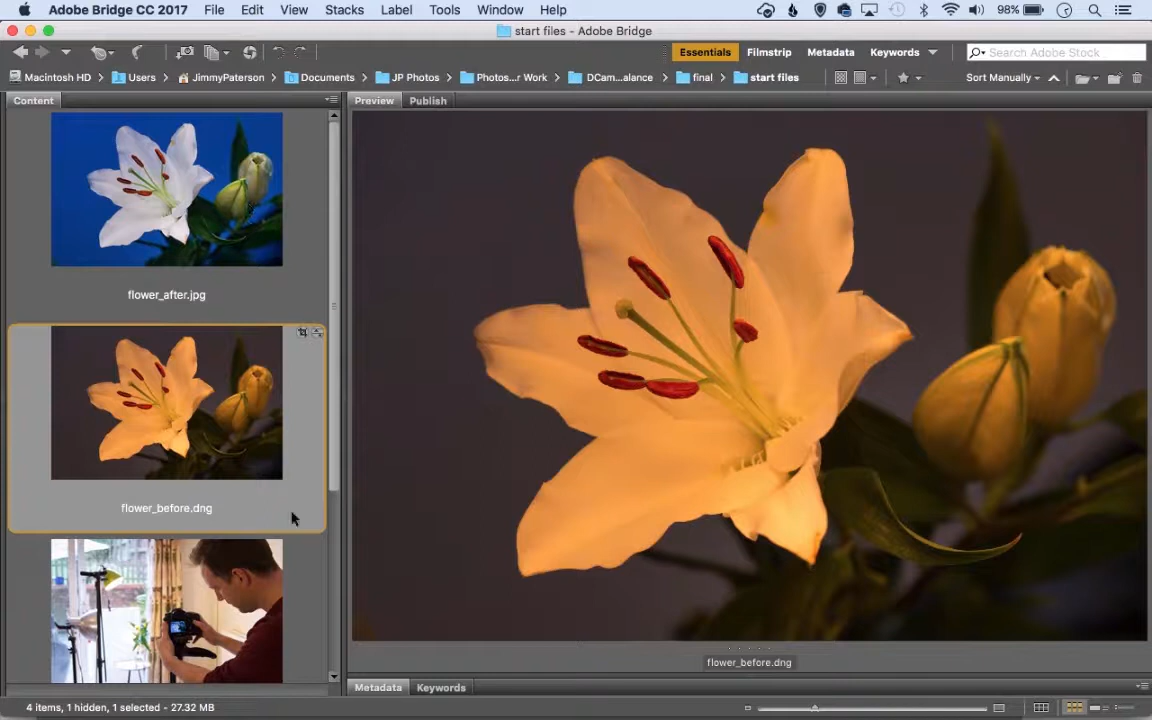 Adobe Bridge CC 2017 File Edit View Stacks Label Tools Window Help 98%
start files - Adobe Bridge
Essentials Filmstrip Metadata Keywords Search Adobe Stock
Macintosh HD Users JimmyPaterson Documents JP Photos Photos...r Work DCam...alance final start files Sort Manually
Content Preview Publish
flower_after.jpg
flower_before.dng
flower_before.dng
Metadata Keywords
4 items, 1 hidden, 1 selected - 27.32 MB